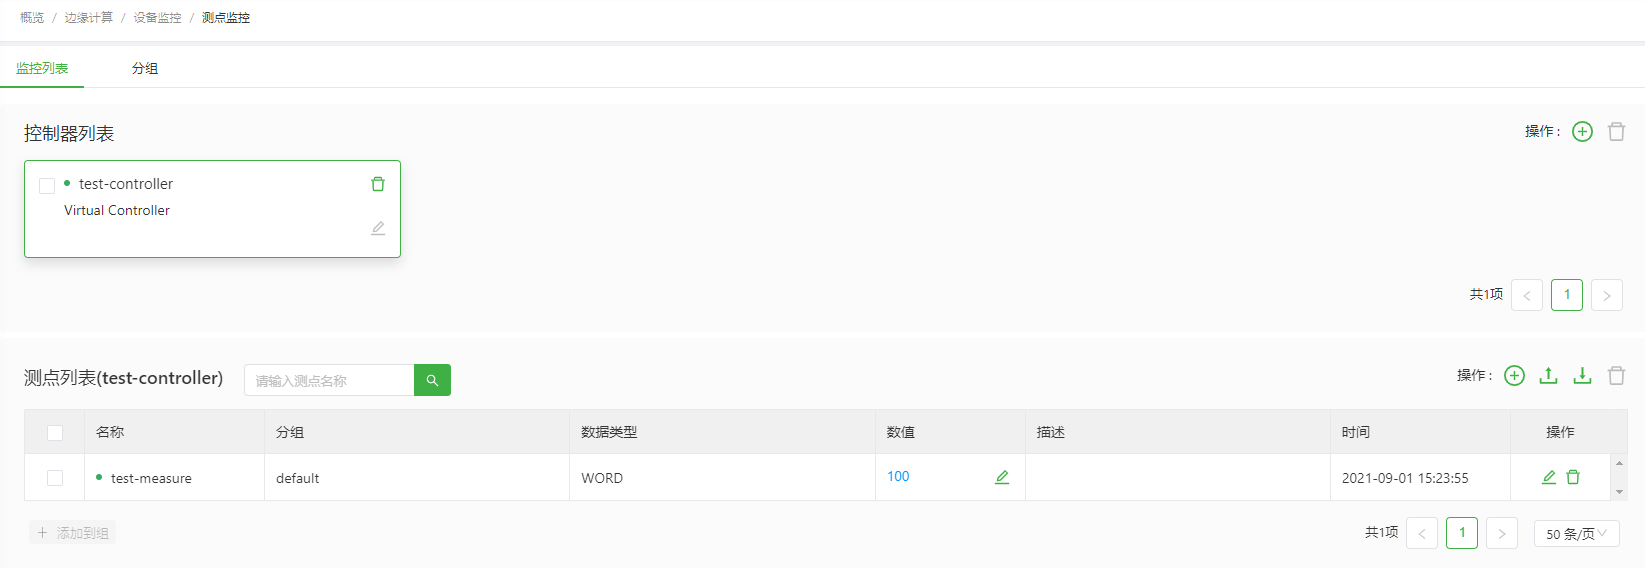 概览 / 边缘计算 / 设备监控 / 测点监控
监控列表 分组
控制器列表 操作：
test-controller
Virtual Controller
共1项 < 1 >
测点列表(test-controller) 请输入测点名称 操作：
名称 分组 数据类型 数值 描述 时间 操作
test-measure default WORD 100 2021-09-01 15:23:55
+ 添加到组 共1项 < 1 > 50 条/页